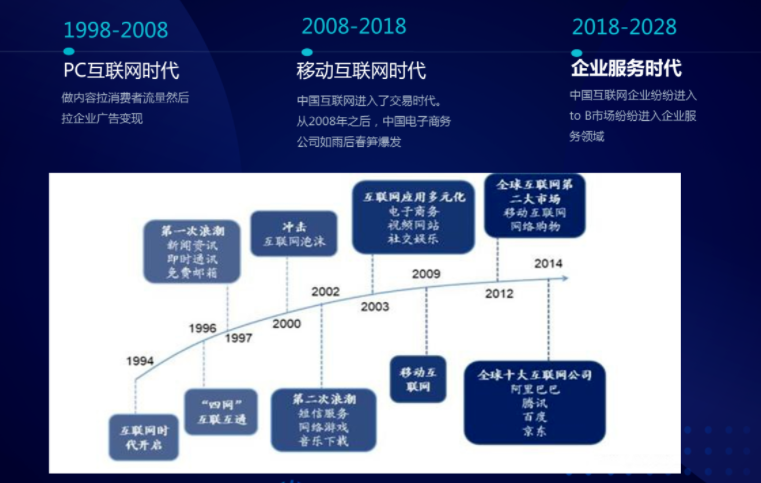 1998-2008
PC互联网时代
做内容拉消费者流量然后
拉企业广告变现
2008-2018
移动互联网时代
中国互联网进入了交易时代。
从2008年之后，中国电子商务
公司如雨后春笋爆发
2018-2028
企业服务时代
中国互联网企业纷纷进入
to B市场纷纷进入企业服
务领域
第一次浪潮
新闻资讯
即时通讯
免费邮箱
冲击
互联网泡沫
互联网应用多元化
电子商务
视频网站
社交娱乐
全球互联网第
二大市场
移动互联网
网络购物
1994
1996
1997
2000
2002
2003
2009
2012
2014
互联网时
代开启
“四网”
互联互通
第二次浪潮
短信服务
网络游戏
音乐下载
移动互
联网
全球十大互联网公司
阿里巴巴
腾讯
百度
京东